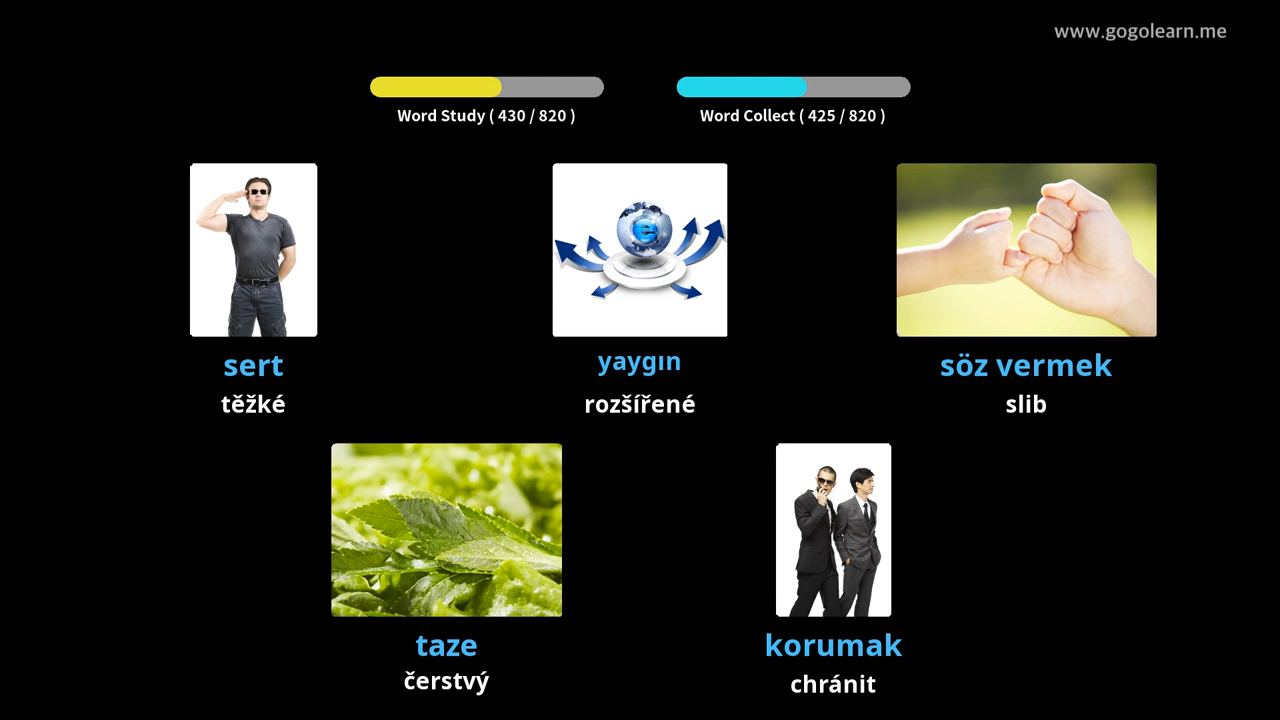 www.gogolearn.me
Word Study ( 430 / 820 )
Word Collect ( 425 / 820 )
e
sert
těžké
yaygın
rozšířené
söz vermek
slib
taze
čerstvý
korumak
chránit